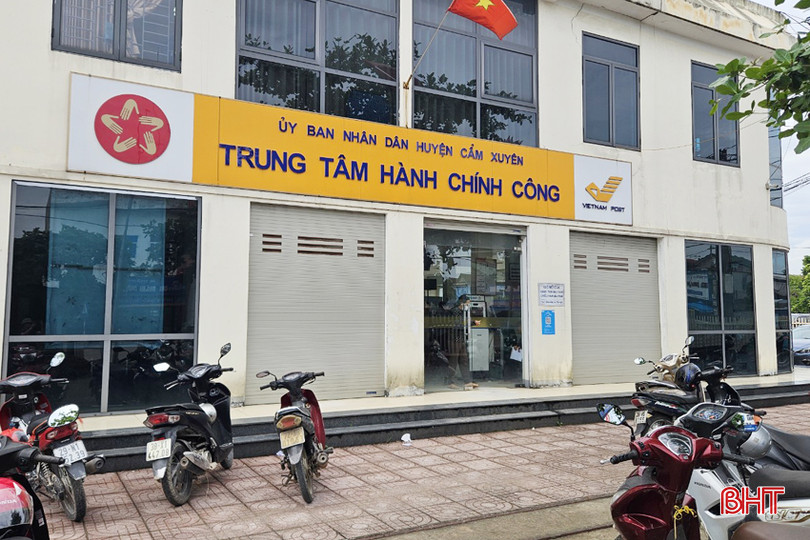 ỦY BAN NHÂN DÂN HUYỆN CẨM XUYÊN
TRUNG TÂM HÀNH CHÍNH CÔNG
VIETNAM POST
BHT